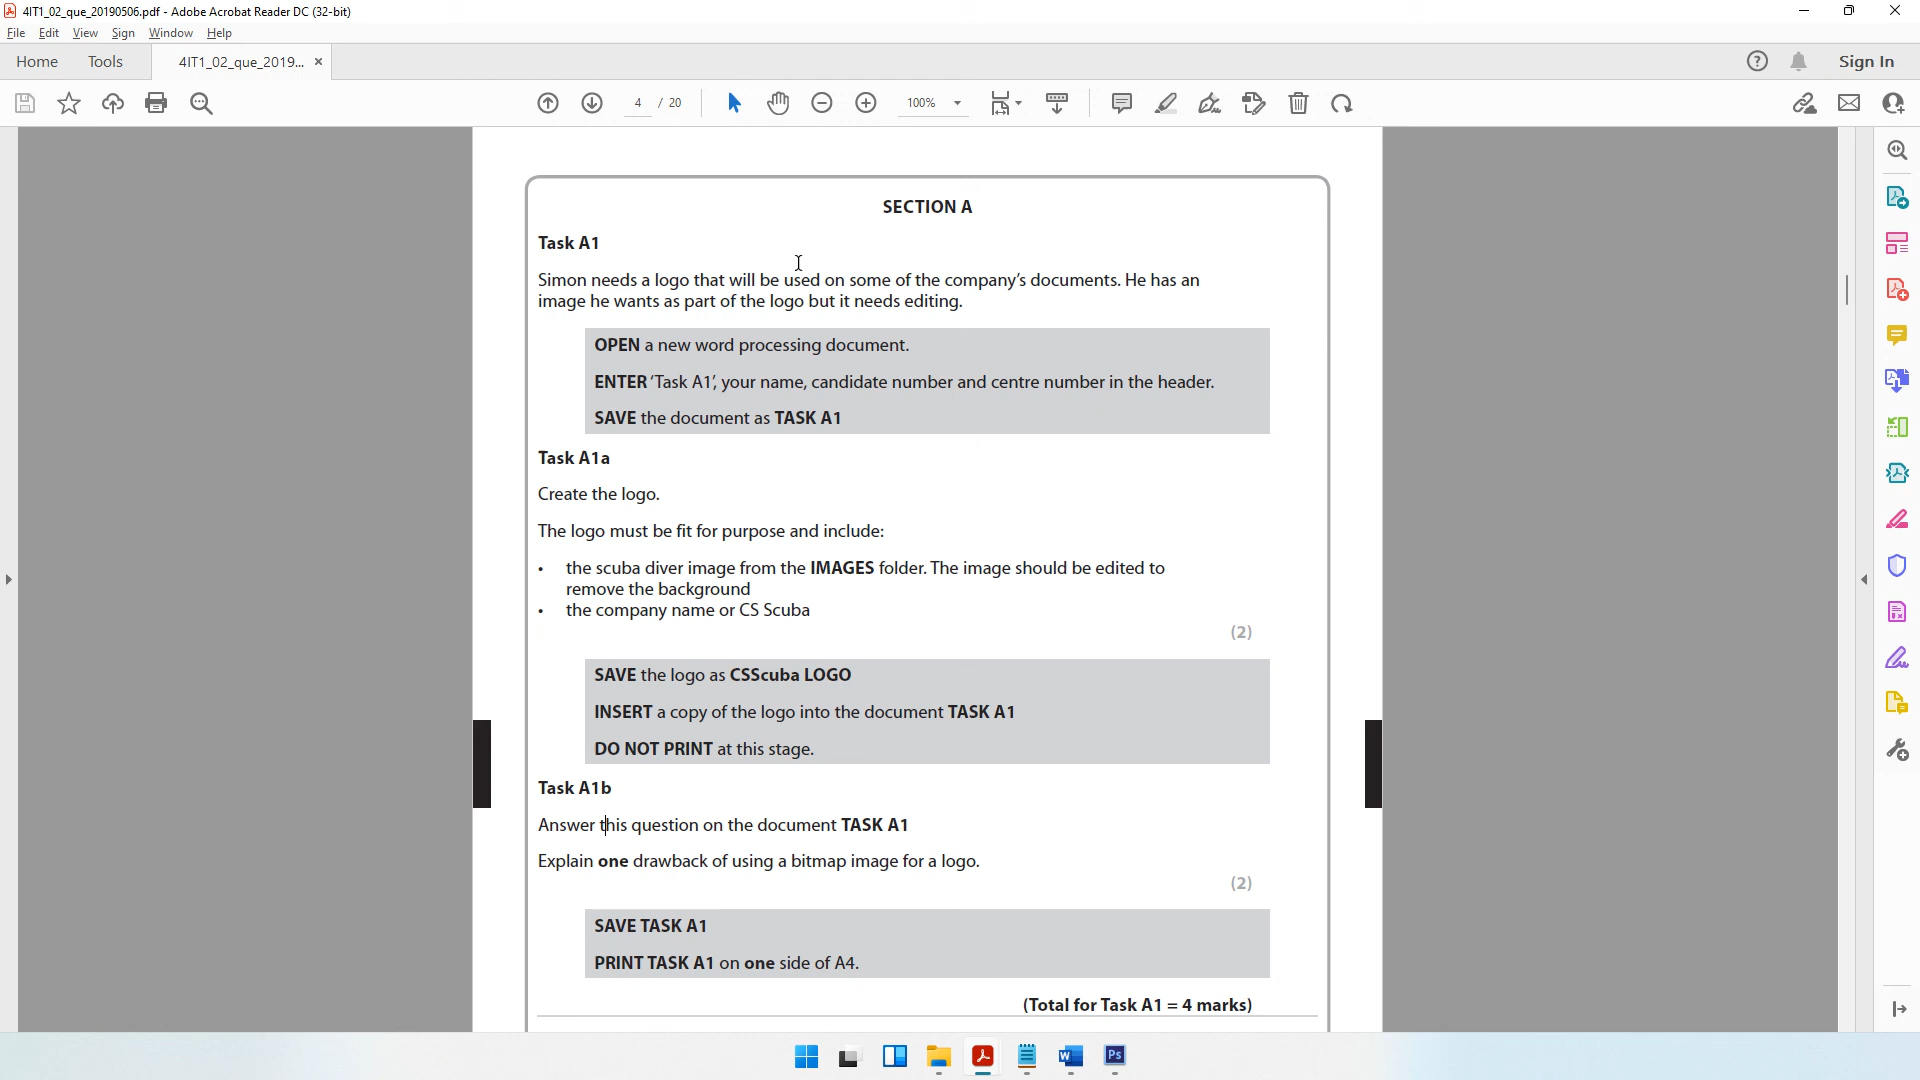 4IT1_02_que_20190506.pdf - Adobe Acrobat Reader DC (32-bit)
File Edit View Sign Window Help
Home Tools 4IT1_02_que_2019... × Sign In
4 / 20 100%
SECTION A
Task A1
Simon needs a logo that will be used on some of the company's documents. He has an
image he wants as part of the logo but it needs editing.
OPEN a new word processing document.
ENTER 'Task A1', your name, candidate number and centre number in the header.
SAVE the document as TASK A1
Task A1a
Create the logo.
The logo must be fit for purpose and include:
• the scuba diver image from the IMAGES folder. The image should be edited to
remove the background
• the company name or CS Scuba
(2)
SAVE the logo as CSScuba LOGO
INSERT a copy of the logo into the document TASK A1
DO NOT PRINT at this stage.
Task A1b
Answer this question on the document TASK A1
Explain one drawback of using a bitmap image for a logo.
(2)
SAVE TASK A1
PRINT TASK A1 on one side of A4.
(Total for Task A1 = 4 marks)
W Ps